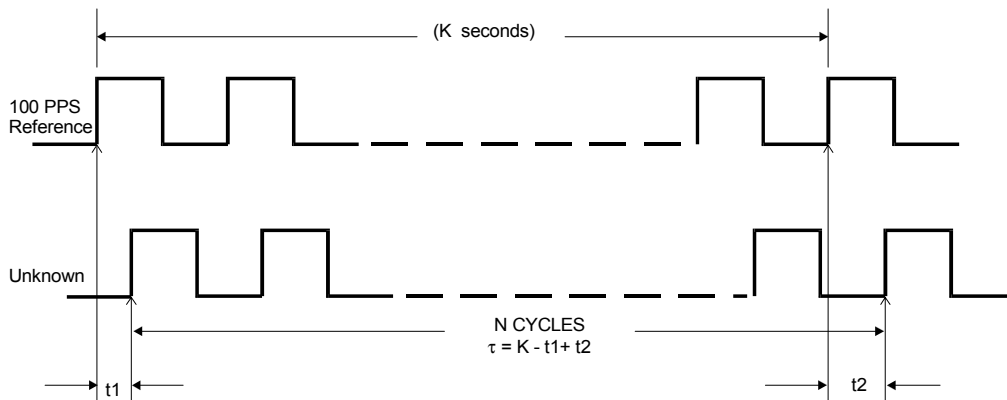 (K seconds)
100 PPS
Reference
Unknown
N CYCLES
τ = K - t1+ t2
t1
t2